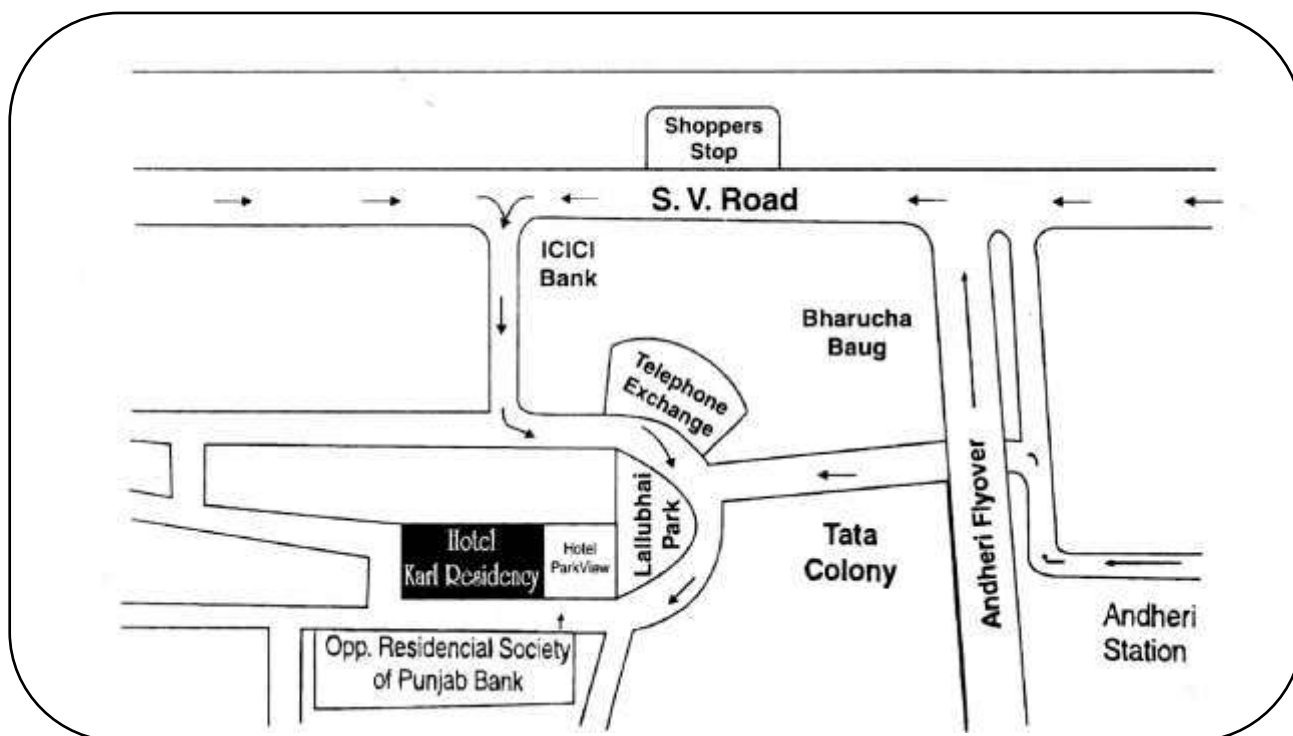 Shoppers
Stop
S. V. Road
ICICI
Bank
Bharucha
Baug
Telephone
Exchange
Lallubhai
Park
Hotel
Karl Residency
Hotel
ParkView
Tata
Colony
Andheri Flyover
Andheri
Station
Opp. Residencial Society
of Punjab Bank